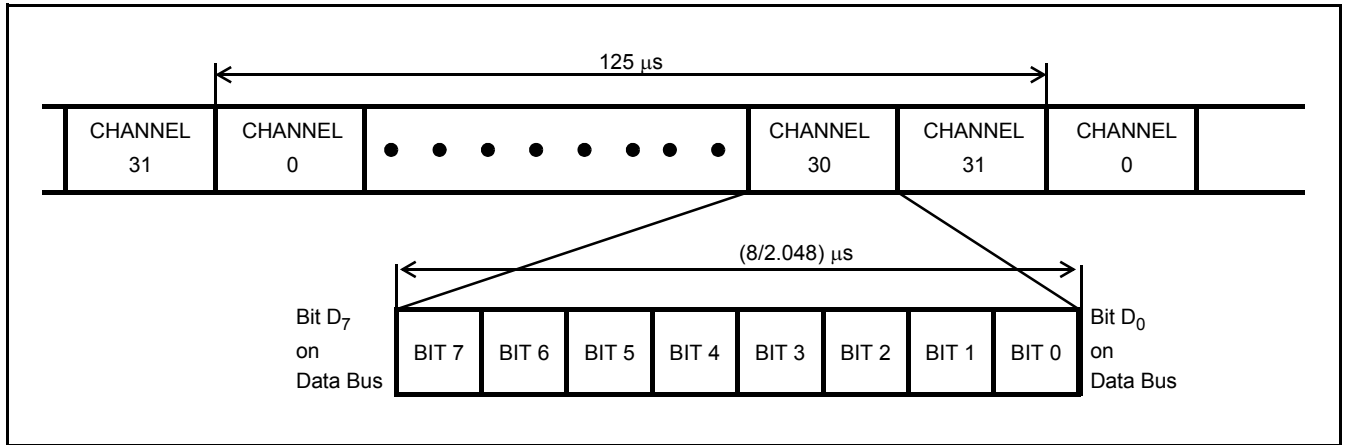 125 μs
CHANNEL CHANNEL CHANNEL CHANNEL CHANNEL
31 0 30 31 0
(8/2.048) μs
Bit D7
on
Data Bus
BIT 7 BIT 6 BIT 5 BIT 4 BIT 3 BIT 2 BIT 1 BIT 0
Bit D0
on
Data Bus